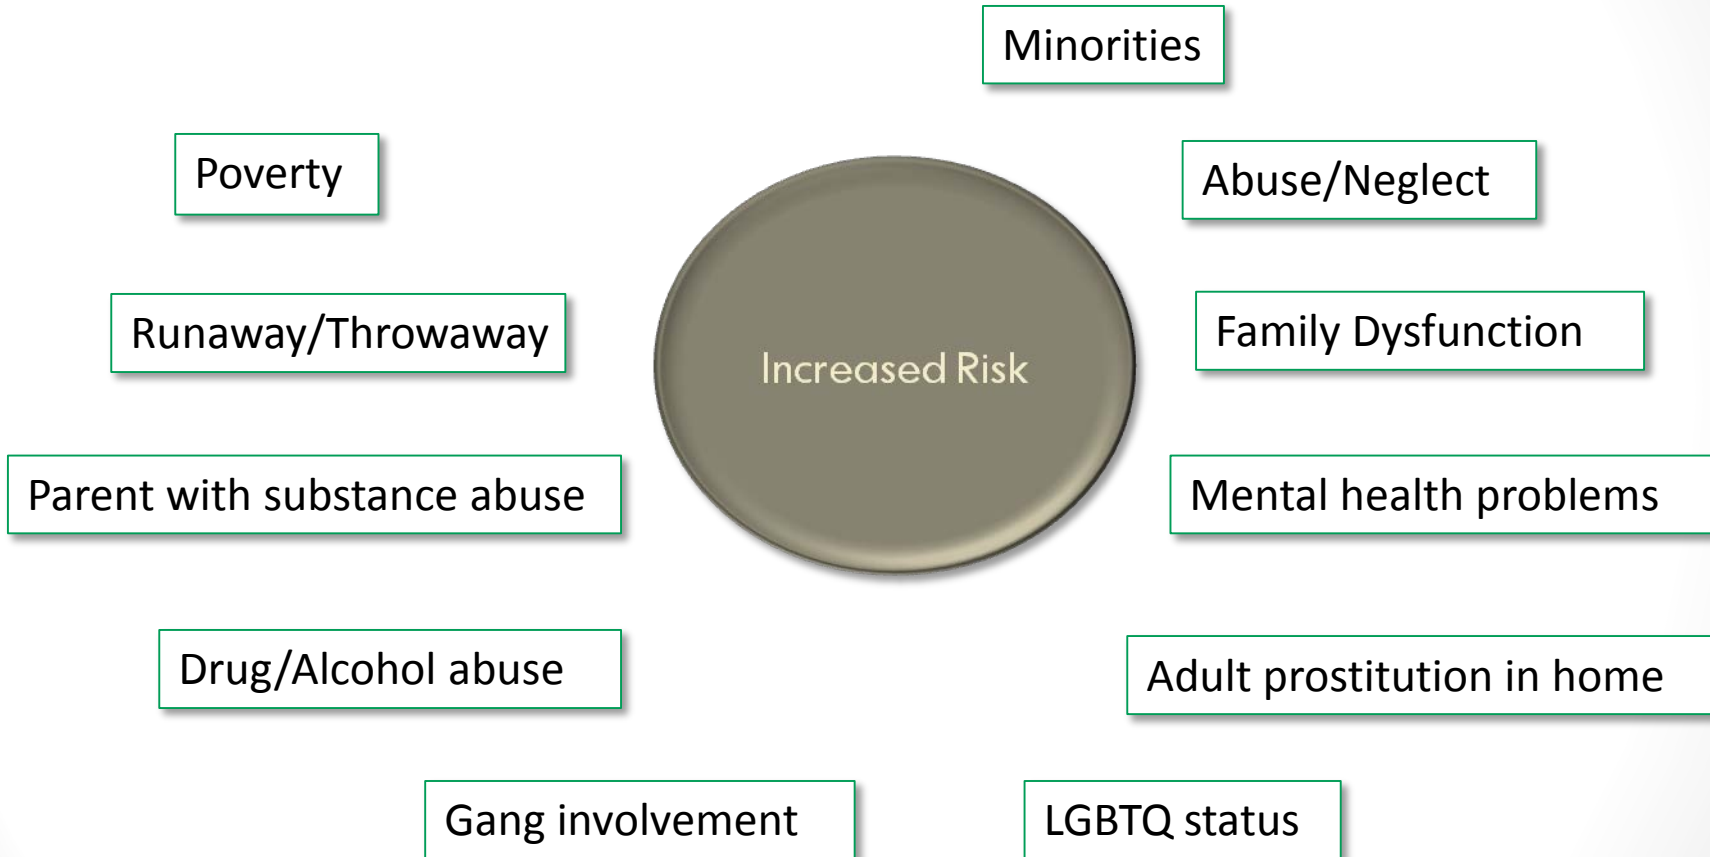 Minorities
Poverty
Abuse/Neglect
Runaway/Throwaway
Family Dysfunction
Increased Risk
Parent with substance abuse
Mental health problems
Drug/Alcohol abuse
Adult prostitution in home
Gang involvement
LGBTQ status